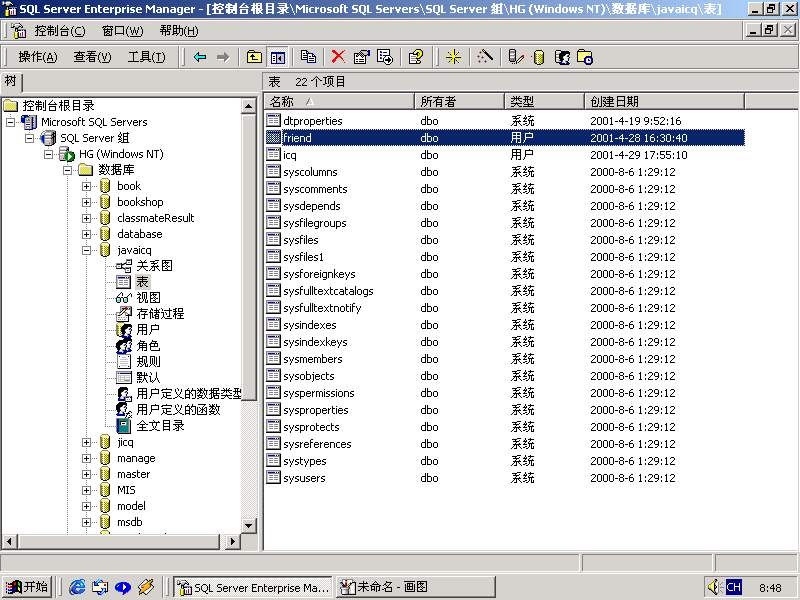 SQL Server Enterprise Manager - [控制台根目录\Microsoft SQL Servers\SQL Server 组\HG (Windows NT)\数据库\javaicq\表]
控制台(C) 窗口(W) 帮助(H)
操作(A) 查看(V) 工具(T)
树
表 22 个项目
控制台根目录
Microsoft SQL Servers
SQL Server 组
HG (Windows NT)
数据库
book
bookshop
classmateResult
database
javaicq
关系图
表
视图
存储过程
用户
角色
规则
默认
用户定义的数据类型
用户定义的函数
全文目录
jicq
manage
master
MIS
model
msdb
名称 所有者 类型 创建日期
dtproperties dbo 系统 2001-4-19 9:52:16
friend dbo 用户 2001-4-28 16:30:40
icq dbo 用户 2001-4-29 17:55:10
syscolumns dbo 系统 2000-8-6 1:29:12
syscomments dbo 系统 2000-8-6 1:29:12
sysdepends dbo 系统 2000-8-6 1:29:12
sysfilegroups dbo 系统 2000-8-6 1:29:12
sysfiles dbo 系统 2000-8-6 1:29:12
sysfiles1 dbo 系统 2000-8-6 1:29:12
sysforeignkeys dbo 系统 2000-8-6 1:29:12
sysfulltextcatalogs dbo 系统 2000-8-6 1:29:12
sysfulltextnotify dbo 系统 2000-8-6 1:29:12
sysindexes dbo 系统 2000-8-6 1:29:12
sysindexkeys dbo 系统 2000-8-6 1:29:12
sysmembers dbo 系统 2000-8-6 1:29:12
sysobjects dbo 系统 2000-8-6 1:29:12
syspermissions dbo 系统 2000-8-6 1:29:12
sysproperties dbo 系统 2000-8-6 1:29:12
sysprotects dbo 系统 2000-8-6 1:29:12
sysreferences dbo 系统 2000-8-6 1:29:12
systypes dbo 系统 2000-8-6 1:29:12
sysusers dbo 系统 2000-8-6 1:29:12
开始 SQL Server Enterprise Ma... 未命名 - 画图 CH 8:48